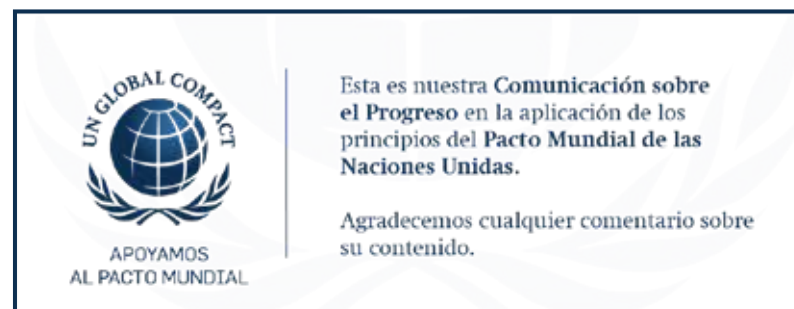 UN GLOBAL COMPACT
APOYAMOS
AL PACTO MUNDIAL
Esta es nuestra Comunicación sobre
el Progreso en la aplicación de los
principios del Pacto Mundial de las
Naciones Unidas.
Agradecemos cualquier comentario sobre
su contenido.